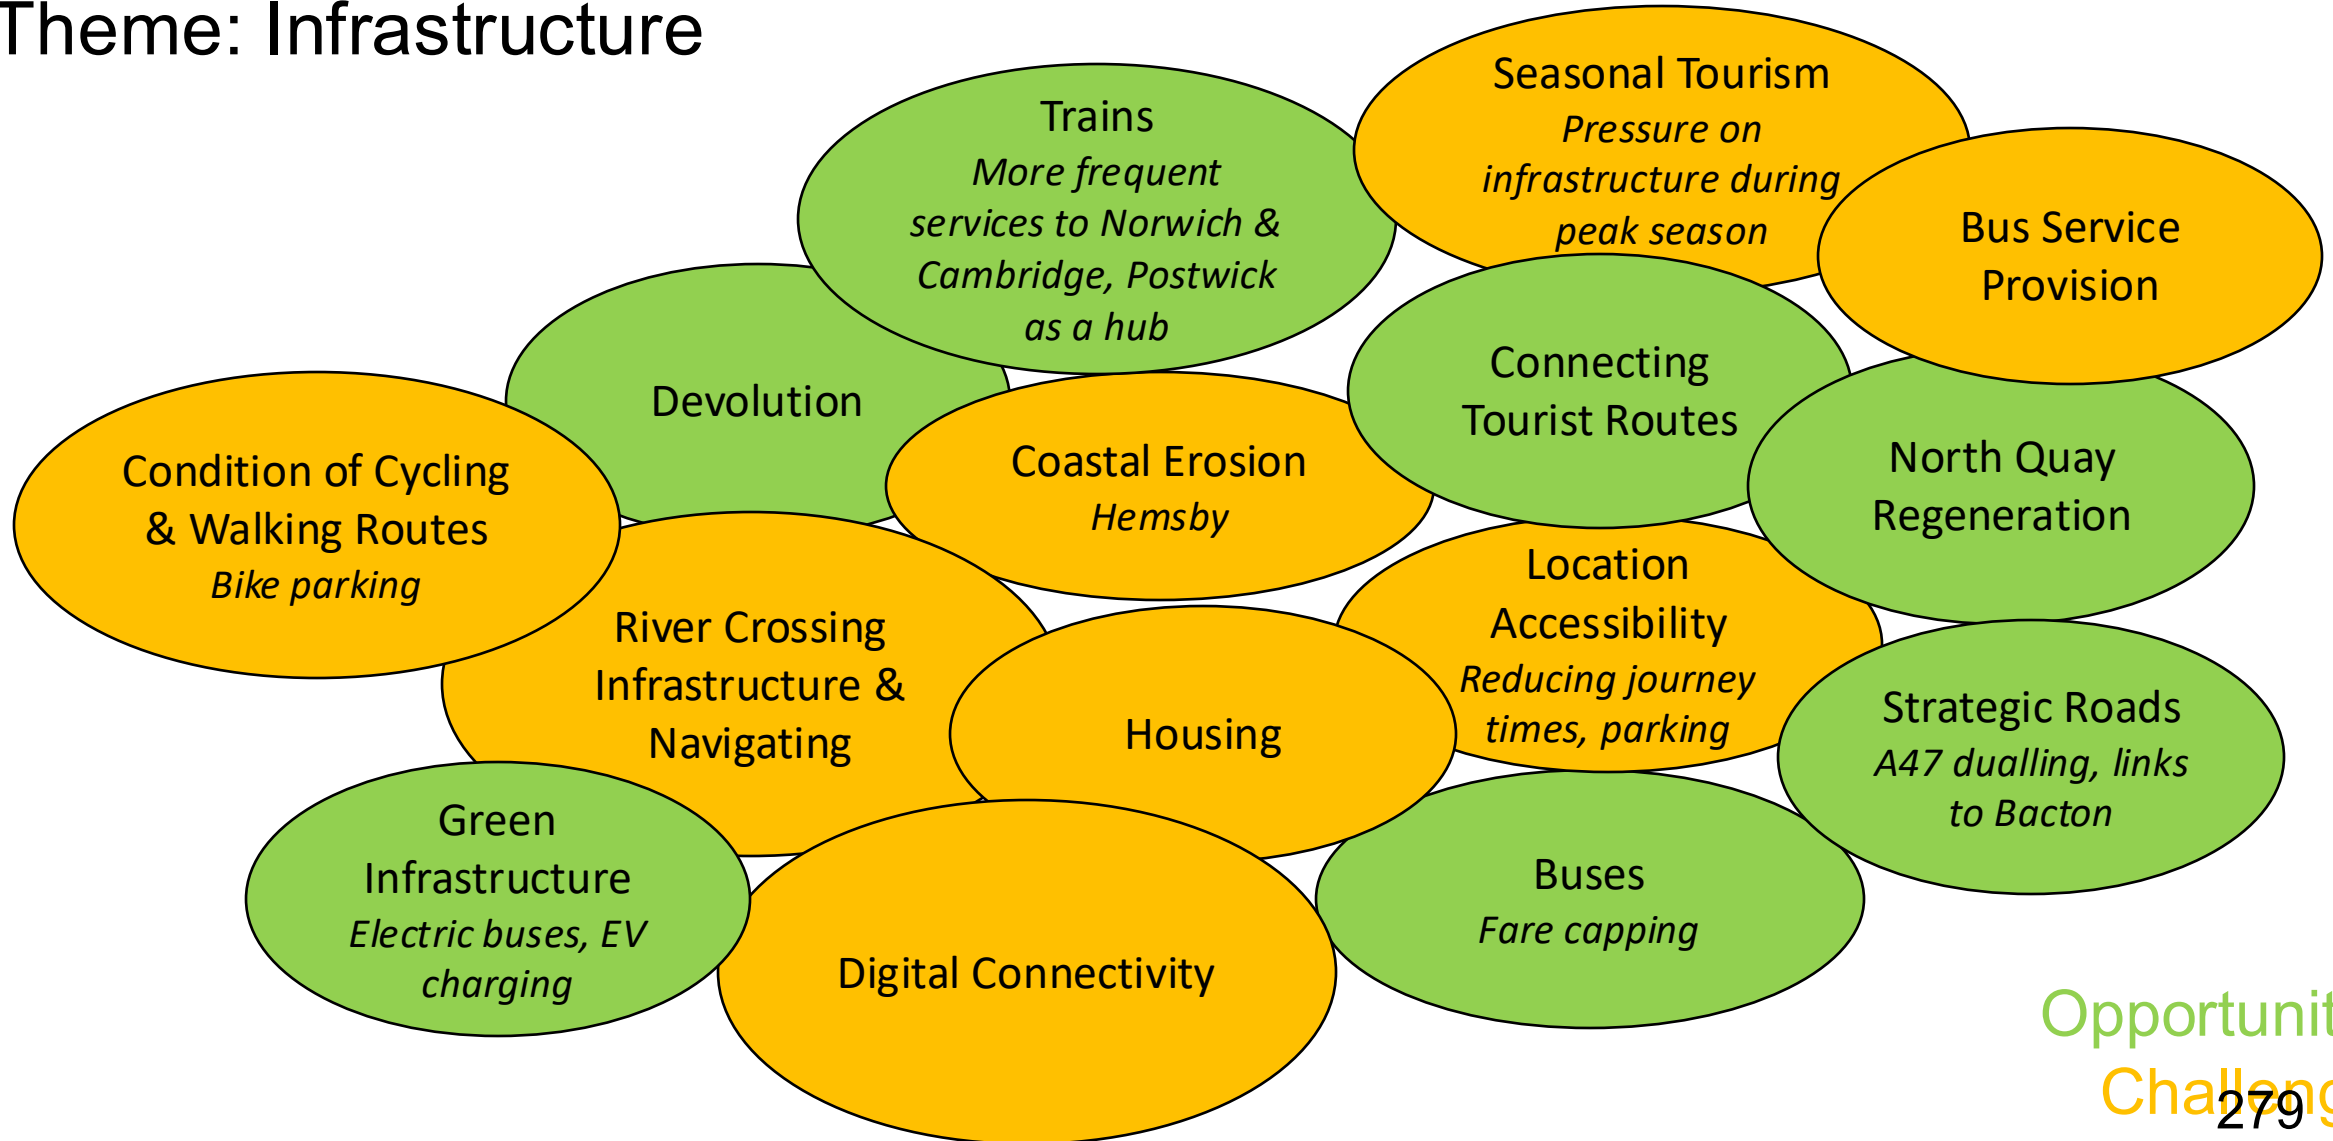 Theme: Infrastructure
Seasonal Tourism
Pressure on
infrastructure during
peak season
Trains
More frequent
services to Norwich &
Cambridge, Postwick
as a hub
Bus Service
Provision
Devolution
Connecting
Tourist Routes
Condition of Cycling
& Walking Routes
Bike parking
Coastal Erosion
Hemsby
North Quay
Regeneration
River Crossing
Infrastructure &
Navigating
Location
Accessibility
Reducing journey
times, parking
Housing
Strategic Roads
A47 dualling, links
to Bacton
Green
Infrastructure
Electric buses, EV
charging
Buses
Fare capping
Digital Connectivity
Opportunit
Challeng
279